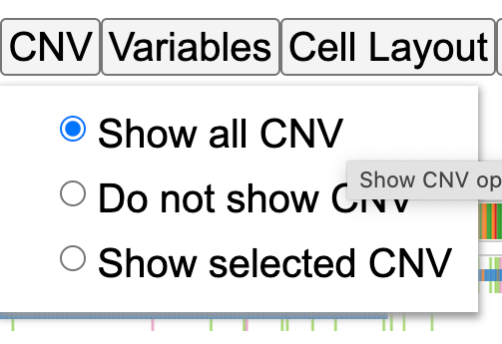 CNV Variables Cell Layout
Show all CNV
Show CNV op
Do not show CNV
Show selected CNV